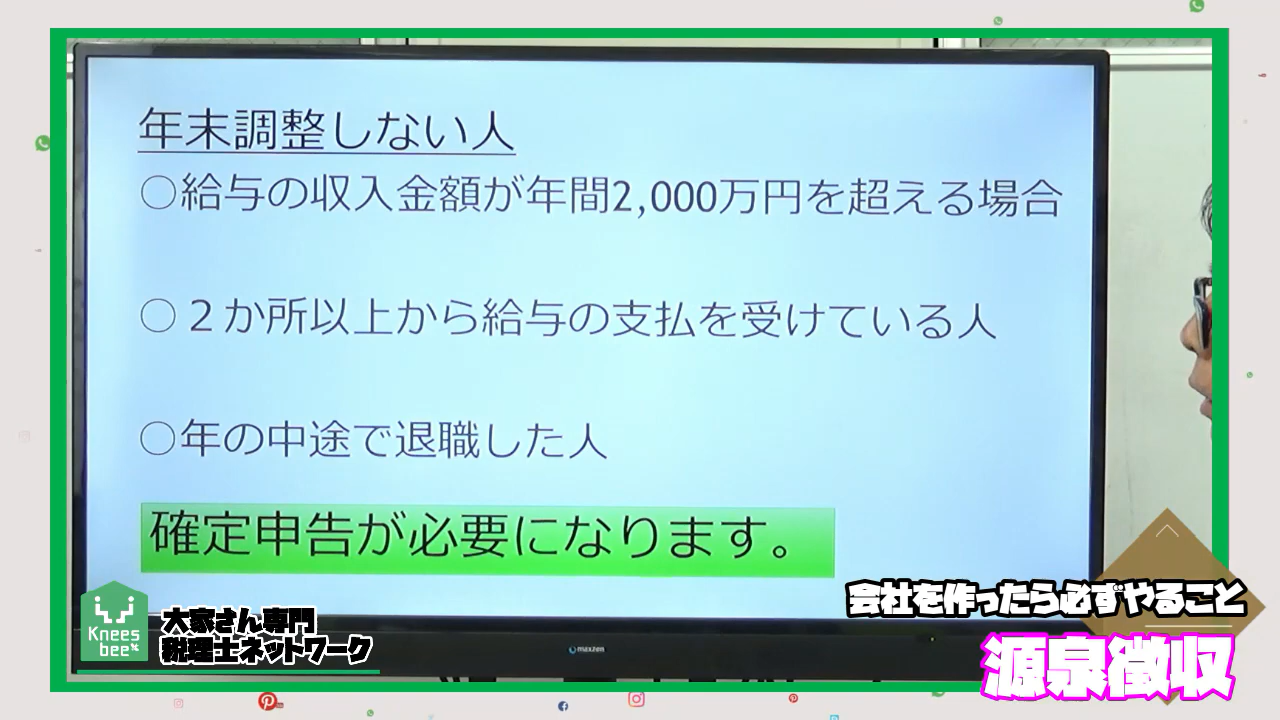 年末調整しない人
○給与の収入金額が年間2,000万円を超える場合
○２か所以上から給与の支払を受けている人
○年の中途で退職した人
確定申告が必要になります。
Knees
bee
大家さん専門
税理士ネットワーク
maxzen
会社を作ったら必ずやること
源泉徴収